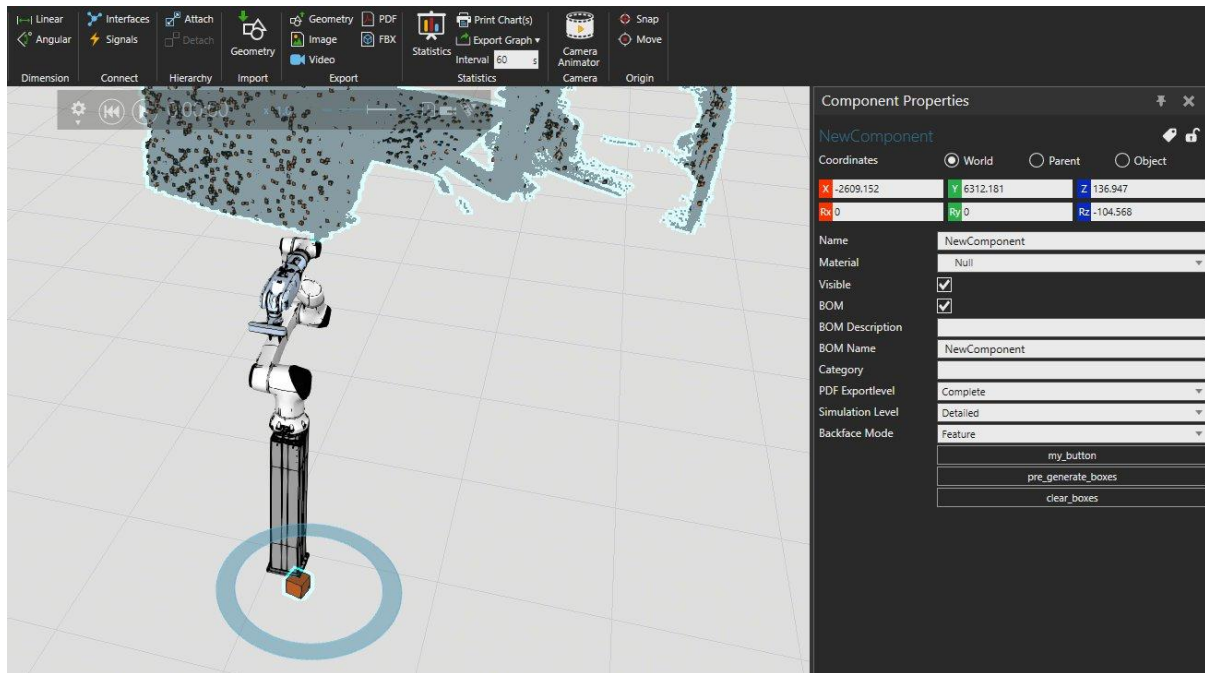 Linear
Interfaces
Attach
Geometry
PDF
Print Chart(s)
Snap
Angular
Signals
Detach
Image
FBX
Export Graph
Move
Geometry
Video
Statistics
Interval 60 s
Camera
Animator
Dimension
Connect
Hierarchy
Import
Export
Statistics
Camera
Origin
Component Properties
NewComponent
Coordinates World Parent Object
X -2609.152 Y 6312.181 Z 136.947
Rx 0 Ry 0 Rz -104.568
Name NewComponent
Material Null
Visible
BOM
BOM Description
BOM Name NewComponent
Category
PDF Exportlevel Complete
Simulation Level Detailed
Backface Mode Feature
my_button
pre_generate_boxes
clear_boxes